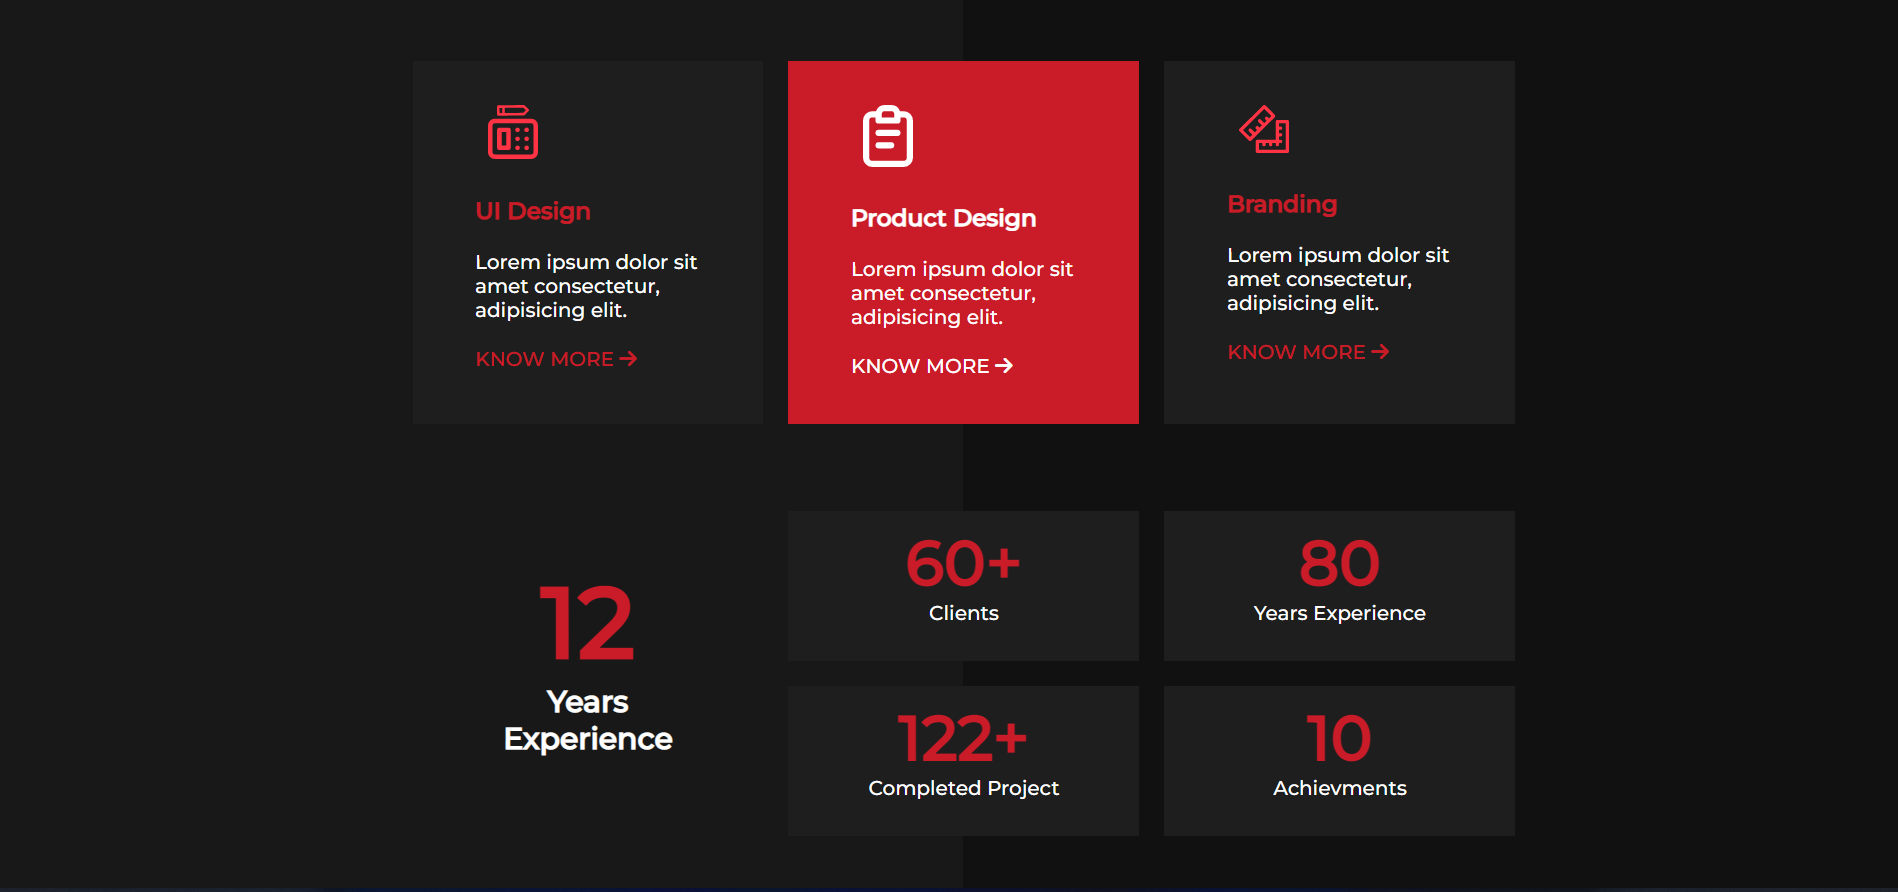 UI Design
Lorem ipsum dolor sit
amet consectetur,
adipisicing elit.
KNOW MORE →
Product Design
Lorem ipsum dolor sit
amet consectetur,
adipisicing elit.
KNOW MORE →
Branding
Lorem ipsum dolor sit
amet consectetur,
adipisicing elit.
KNOW MORE →
12
Years
Experience
60+
Clients
80
Years Experience
122+
Completed Project
10
Achievments